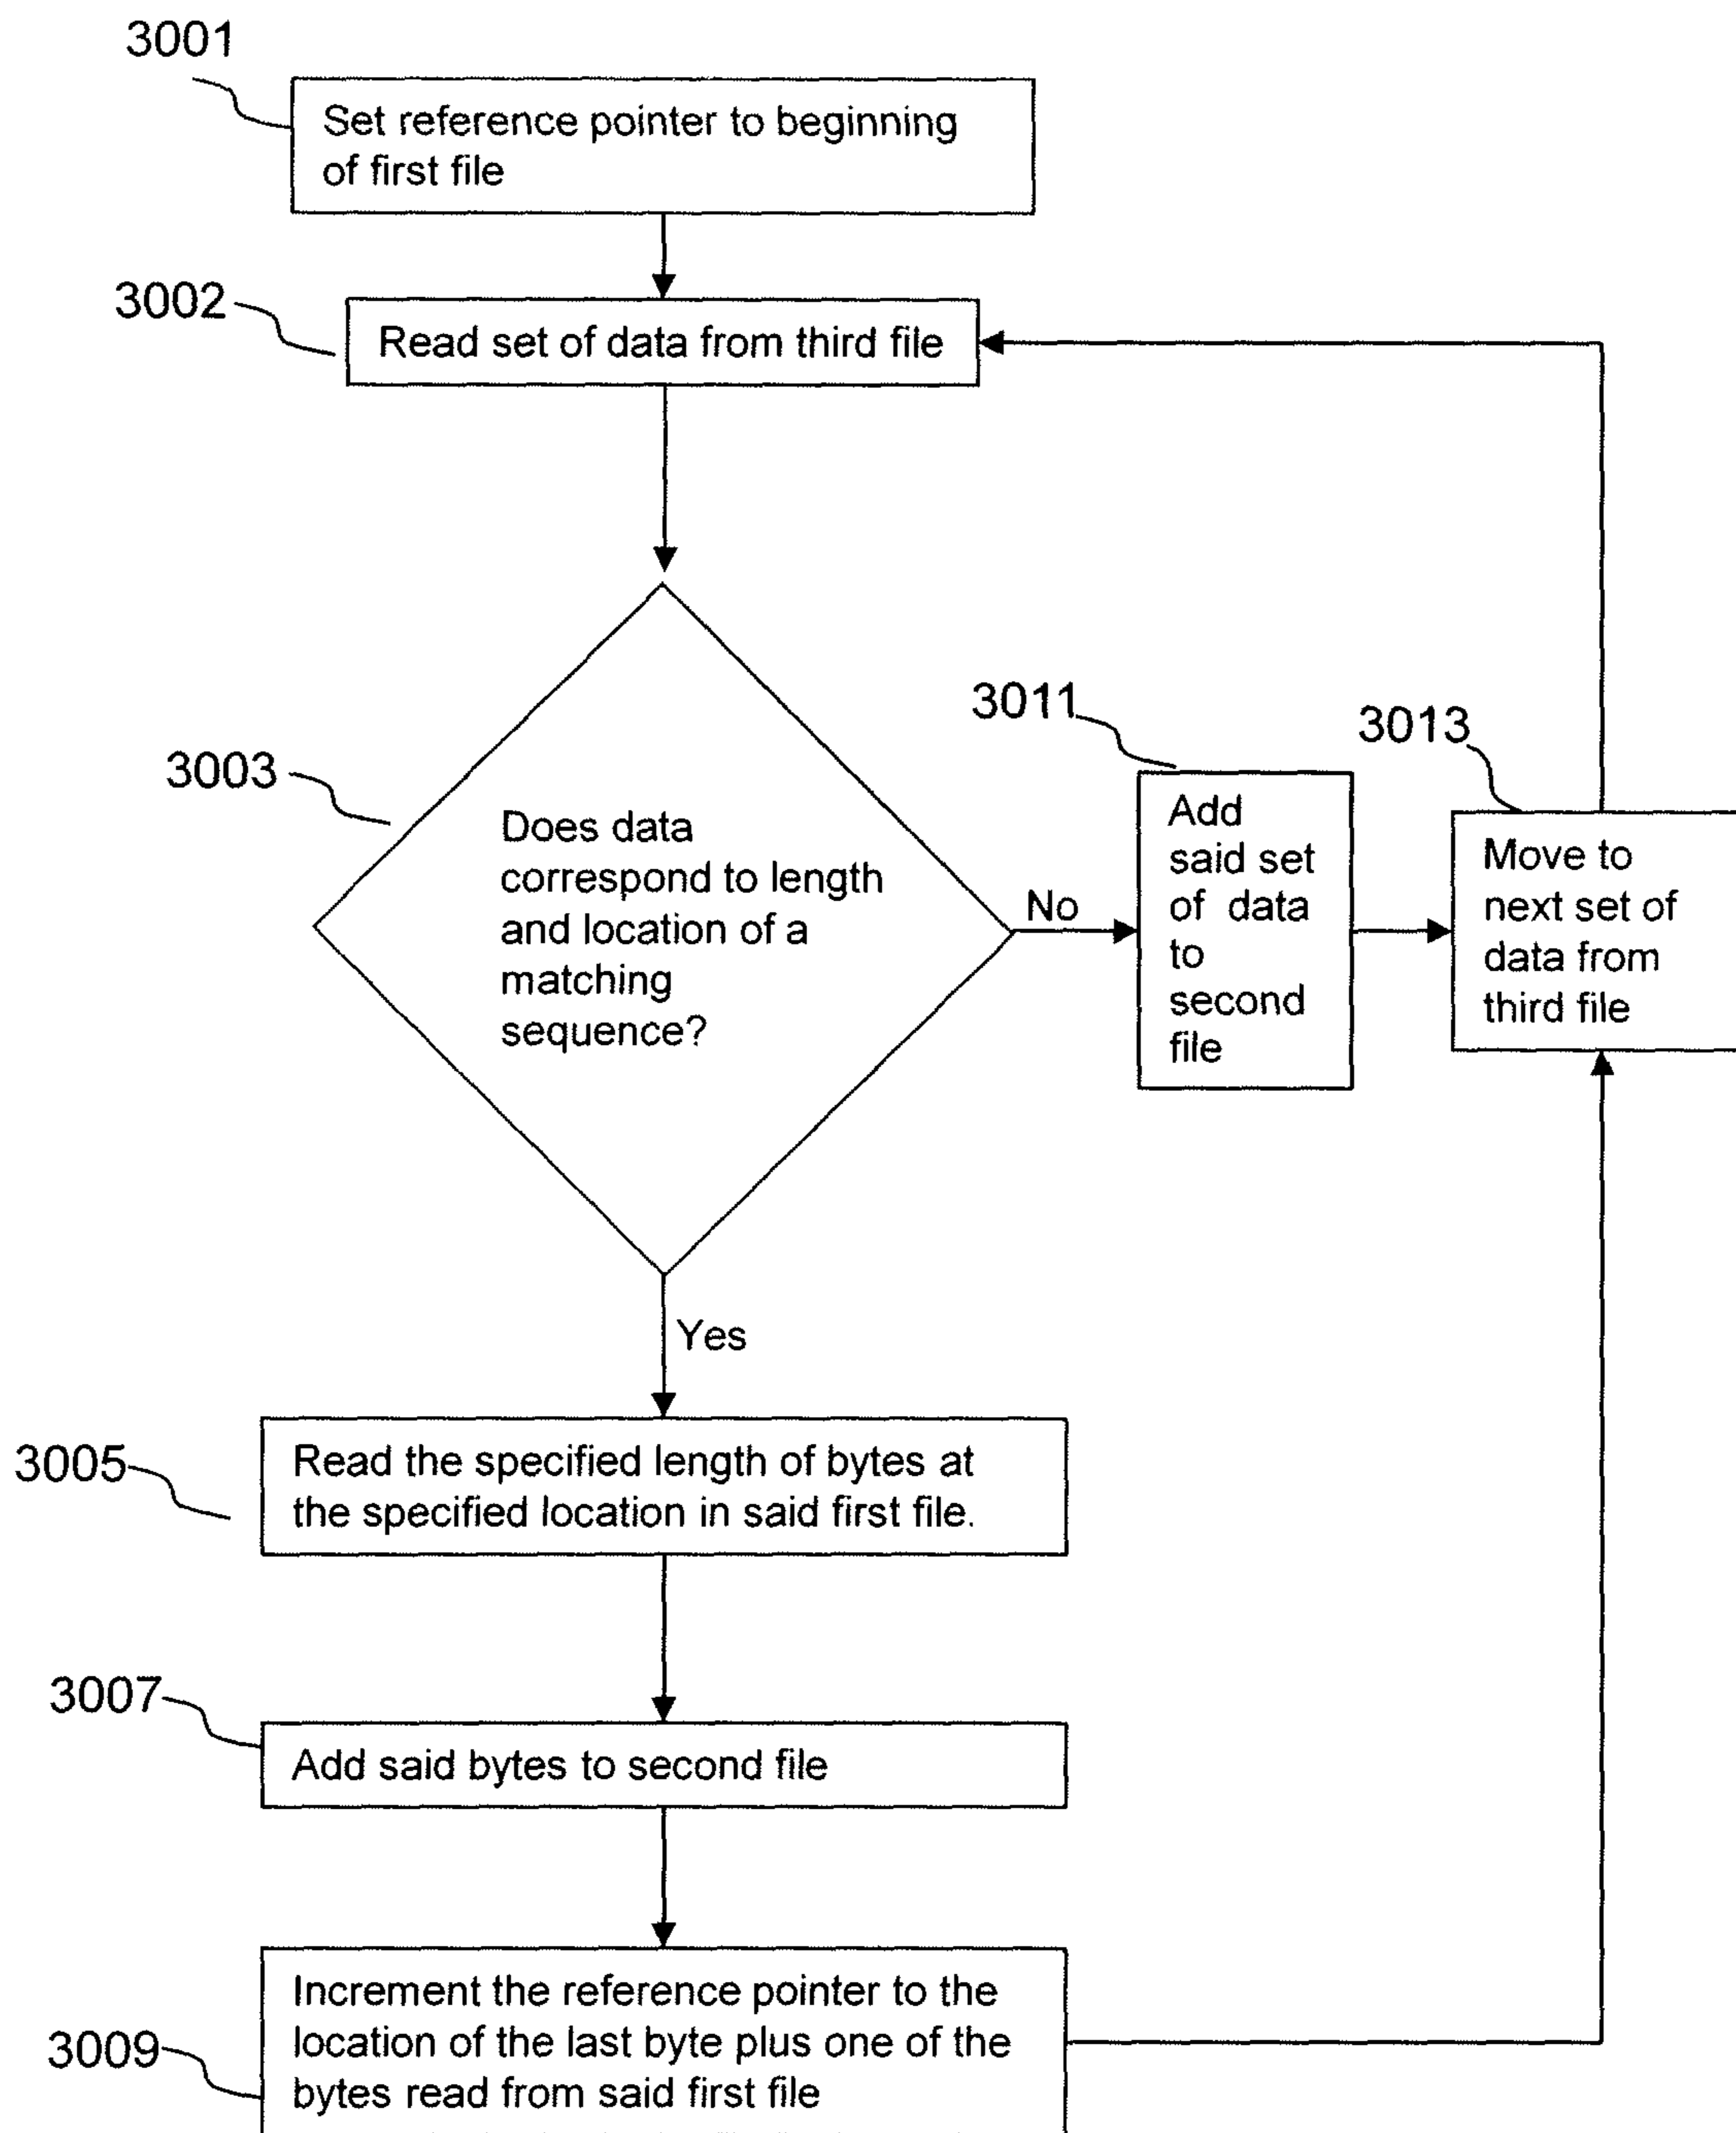 3001
Set reference pointer to beginning
of first file
3002
Read set of data from third file
3003
Does data
correspond to length
and location of a
matching
sequence?
No
3011
Add
said set
of data
to
second
file
3013
Move to
next set of
data from
third file
Yes
3005
Read the specified length of bytes at
the specified location in said first file.
3007
Add said bytes to second file
3009
Increment the reference pointer to the
location of the last byte plus one of the
bytes read from said first file